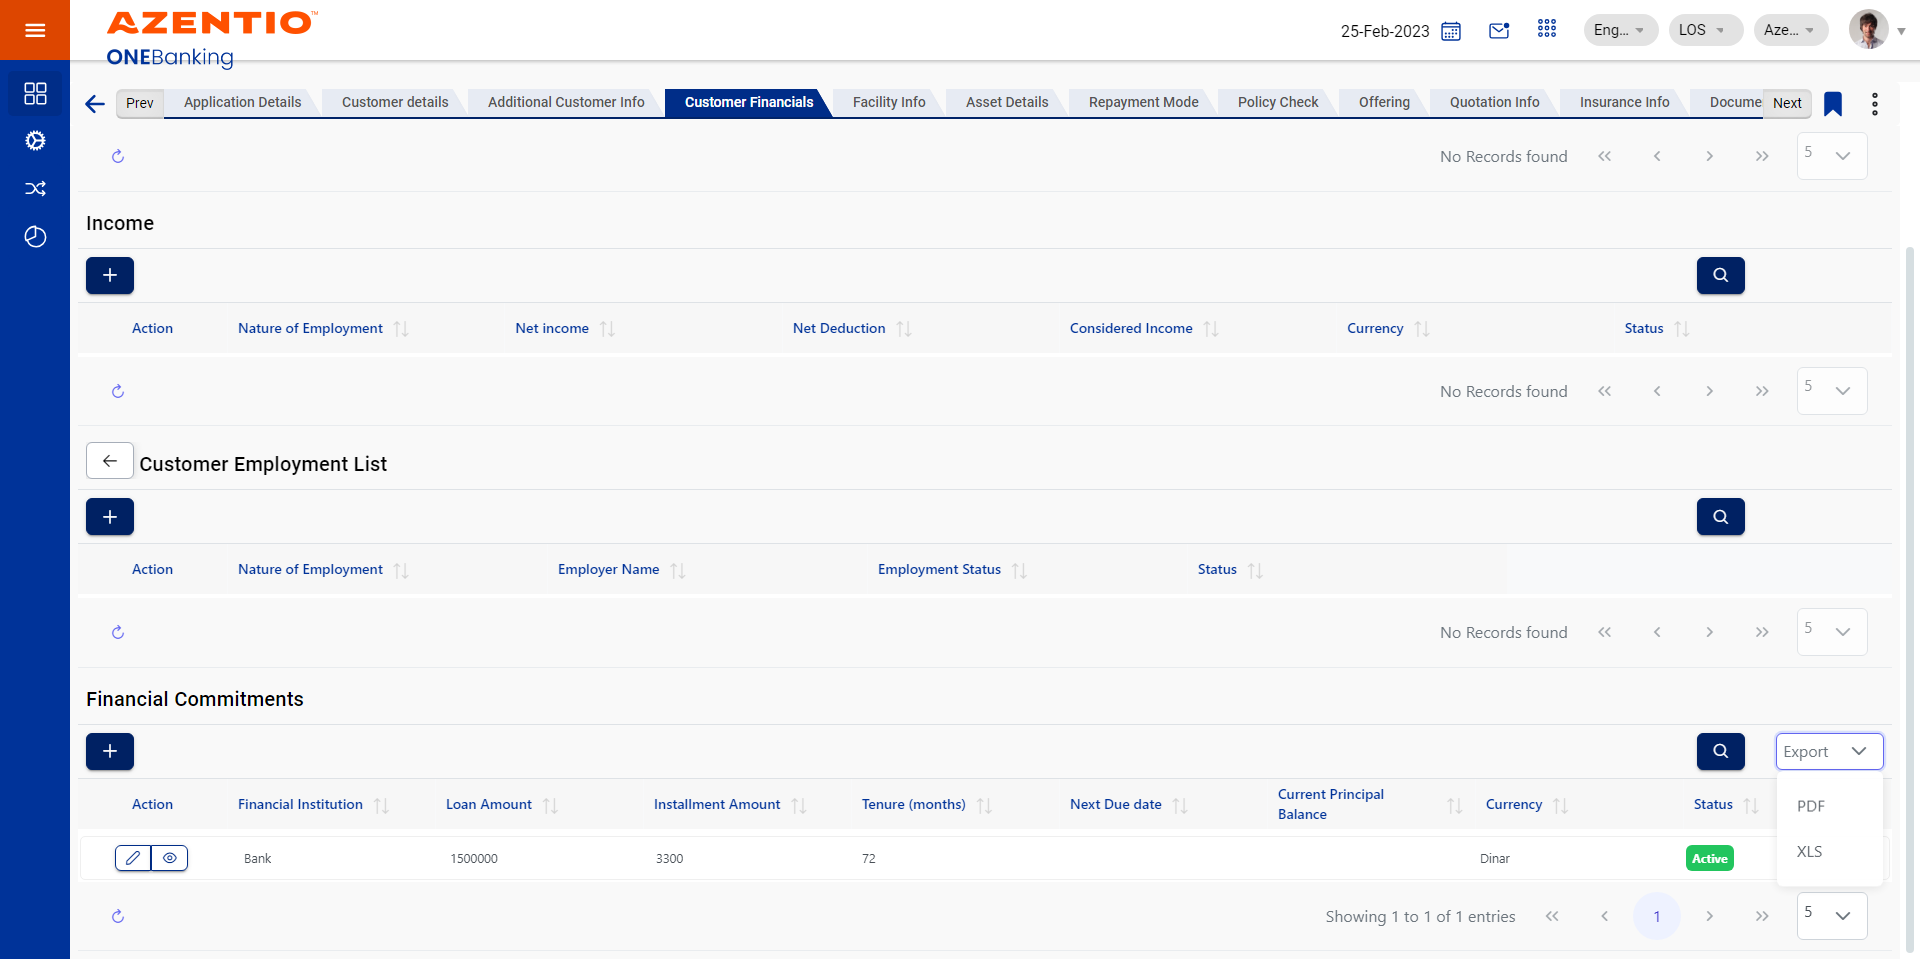 AZENTIO™
ONEBanking
25-Feb-2023
Eng...
LOS
Aze...
Prev
Application Details
Customer details
Additional Customer Info
Customer Financials
Facility Info
Asset Details
Repayment Mode
Policy Check
Offering
Quotation Info
Insurance Info
Docume
Next
No Records found
5
Income
Action
Nature of Employment
Net income
Net Deduction
Considered Income
Currency
Status
No Records found
5
Customer Employment List
Action
Nature of Employment
Employer Name
Employment Status
Status
No Records found
5
Financial Commitments
Export
PDF
XLS
Action
Financial Institution
Loan Amount
Installment Amount
Tenure (months)
Next Due date
Current Principal
Balance
Currency
Status
Bank
1500000
3300
72
Dinar
Active
Showing 1 to 1 of 1 entries
1
5